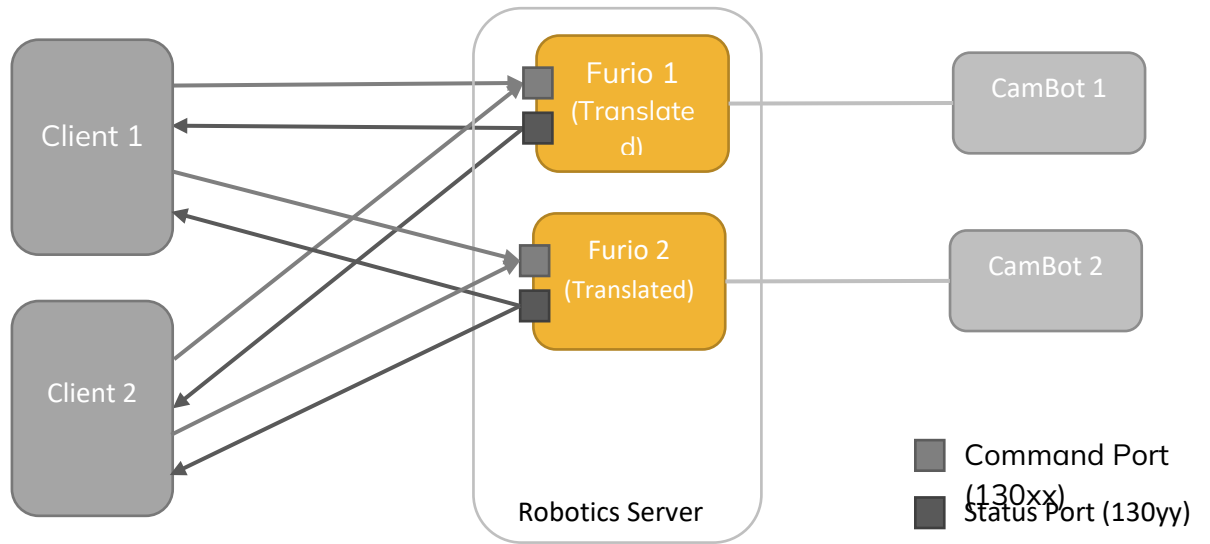 Client 1
Client 2
Furio 1
(Translate
d)
Furio 2
(Translated)
Robotics Server
CamBot 1
CamBot 2
Command Port
(130xx)
Status Port (130yy)